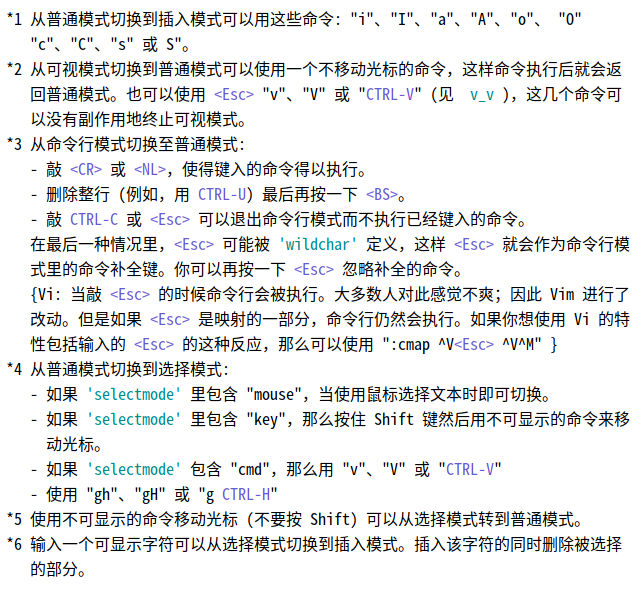 *1 从普通模式切换到插入模式可以用这些命令："i"、"I"、"a"、"A"、"o"、 "O"
"c"、"C"、"s" 或 S"。
*2 从可视模式切换到普通模式可以使用一个不移动光标的命令，这样命令执行后就会返
回普通模式。也可以使用 <Esc> "v"、"V" 或 "CTRL-V" (见 v_v )，这几个命令可
以没有副作用地终止可视模式。
*3 从命令行模式切换至普通模式：
- 敲 <CR> 或 <NL>，使得键入的命令得以执行。
- 删除整行（例如，用 CTRL-U）最后再按一下 <BS>。
- 敲 CTRL-C 或 <Esc> 可以退出命令行模式而不执行已经键入的命令。
在最后一种情况里，<Esc> 可能被 'wildchar' 定义，这样 <Esc> 就会作为命令行模
式里的命令补全键。你可以再按一下 <Esc> 忽略补全的命令。
{Vi: 当敲 <Esc> 的时候命令行会被执行。大多数人对此感觉不爽；因此 Vim 进行了
改动。但是如果 <Esc> 是映射的一部分，命令行仍然会执行。如果你想使用 Vi 的特
性包括输入的 <Esc> 的这种反应，那么可以使用 ":cmap ^V<Esc> ^V^M" }
*4 从普通模式切换到选择模式：
- 如果 'selectmode' 里包含 "mouse"，当使用鼠标选择文本时即可切换。
- 如果 'selectmode' 里包含 "key"，那么按住 Shift 键然后用不可显示的命令来移
动光标。
- 如果 'selectmode' 包含 "cmd"，那么用 "v"、"V" 或 "CTRL-V"
- 使用 "gh"、"gH" 或 "g CTRL-H"
*5 使用不可显示的命令移动光标（不要按 Shift）可以从选择模式转到普通模式。
*6 输入一个可显示字符可以从选择模式切换到插入模式。插入该字符的同时删除被选择
的部分。